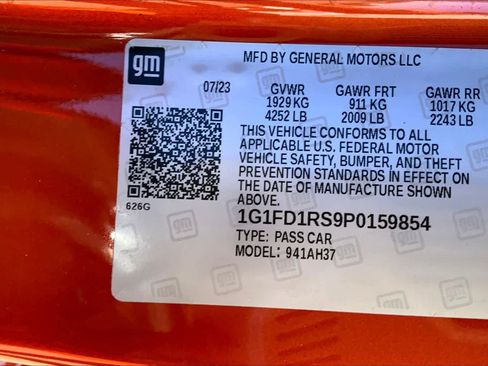 gm
MFD BY GENERAL MOTORS LLC
07/23 GVWR GAWR FRT GAWR RR
1929 KG 911 KG 1017 KG
4252 LB 2009 LB 2243 LB
THIS VEHICLE CONFORMS TO ALL
APPLICABLE U.S. FEDERAL MOTOR
VEHICLE SAFETY, BUMPER, AND THEFT
PREVENTION STANDARDS IN EFFECT ON
THE DATE OF MANUFACTURE SHOWN
ABOVE.
626G
1G1FD1RS9P0159854
TYPE: PASS CAR
MODEL: 941AH37